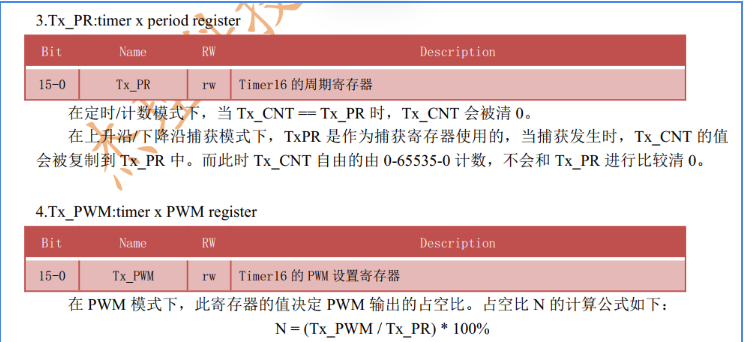 3.Tx_PR:timer x period register
Bit Name RW Description
15-0 Tx_PR rw Timer16 的周期寄存器
在定时/计数模式下，当 Tx_CNT == Tx_PR 时，Tx_CNT 会被清 0。
在上升沿/下降沿捕获模式下，TxPR 是作为捕获寄存器使用的，当捕获发生时，Tx_CNT 的值
会被复制到 Tx_PR 中。而此时 Tx_CNT 自由的由 0-65535-0 计数，不会和 Tx_PR 进行比较清 0。
4.Tx_PWM:timer x PWM register
Bit Name RW Description
15-0 Tx_PWM rw Timer16 的 PWM 设置寄存器
在 PWM 模式下，此寄存器的值决定 PWM 输出的占空比。占空比 N 的计算公式如下：
N = (Tx_PWM / Tx_PR) * 100%